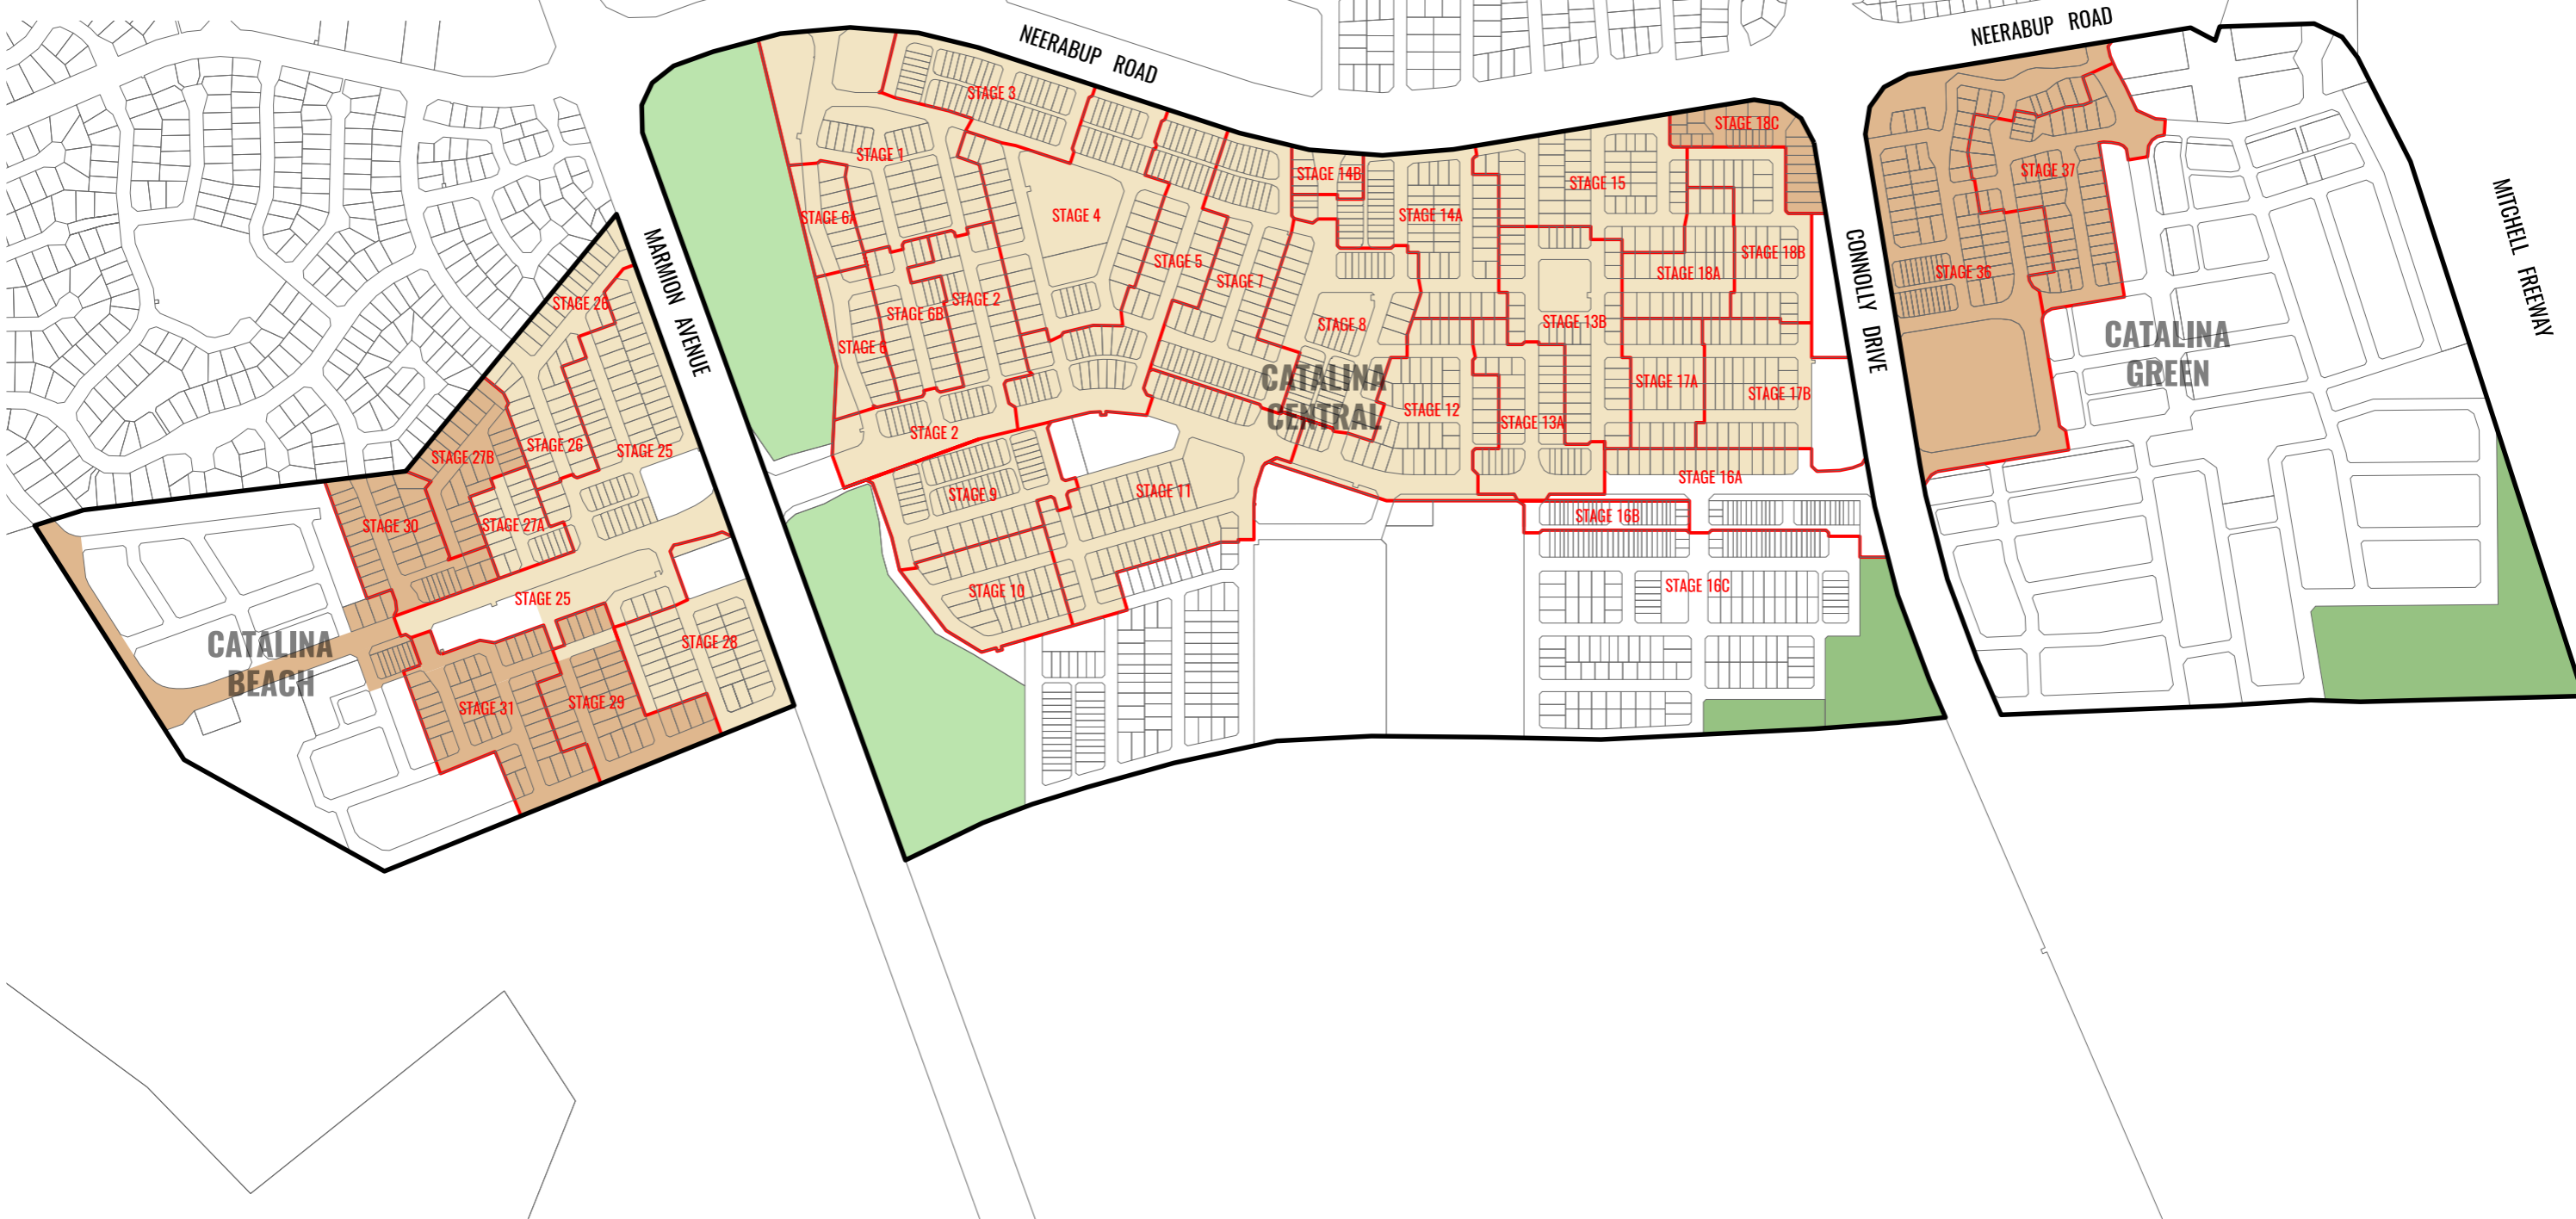 NEERABUP ROAD
NEERABUP ROAD
MARMION AVENUE
CONNOLLY DRIVE
MITCHELL FREEWAY
CATALINA
BEACH
CATALINA
CENTRAL
CATALINA
GREEN
STAGE 26
STAGE 26
STAGE 25
STAGE 27B
STAGE 27A
STAGE 30
STAGE 25
STAGE 28
STAGE 29
STAGE 31
STAGE 3
STAGE 1
STAGE 6A
STAGE 4
STAGE 5
STAGE 7
STAGE 2
STAGE 6B
STAGE 6
STAGE 2
STAGE 8
STAGE 9
STAGE 11
STAGE 10
STAGE 14B
STAGE 14A
STAGE 15
STAGE 18C
STAGE 18B
STAGE 18A
STAGE 13B
STAGE 17A
STAGE 17B
STAGE 12
STAGE 13A
STAGE 16A
STAGE 16B
STAGE 16C
STAGE 37
STAGE 36